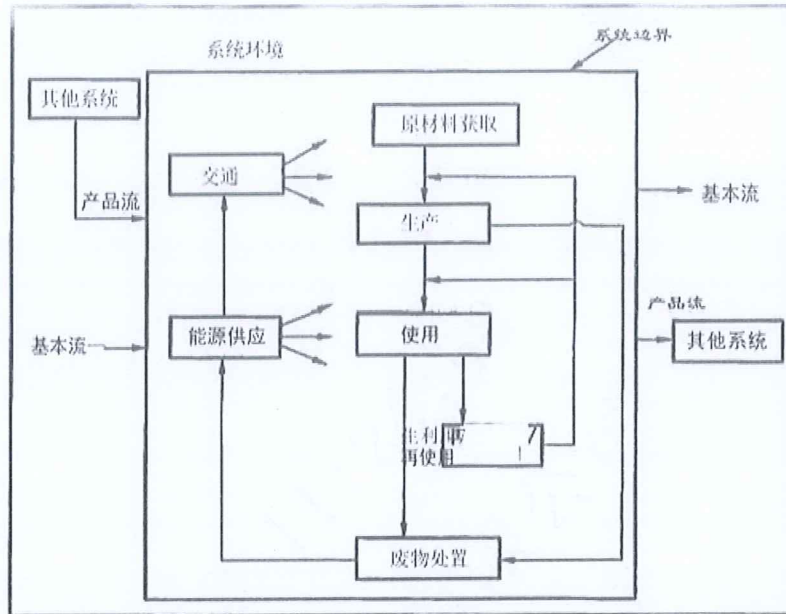 系统环境
系统边界
其他系统
原材料获取
交通
产品流
基本流
生产
产品流
基本流
能源供应
使用
其他系统
再使用
废物处置